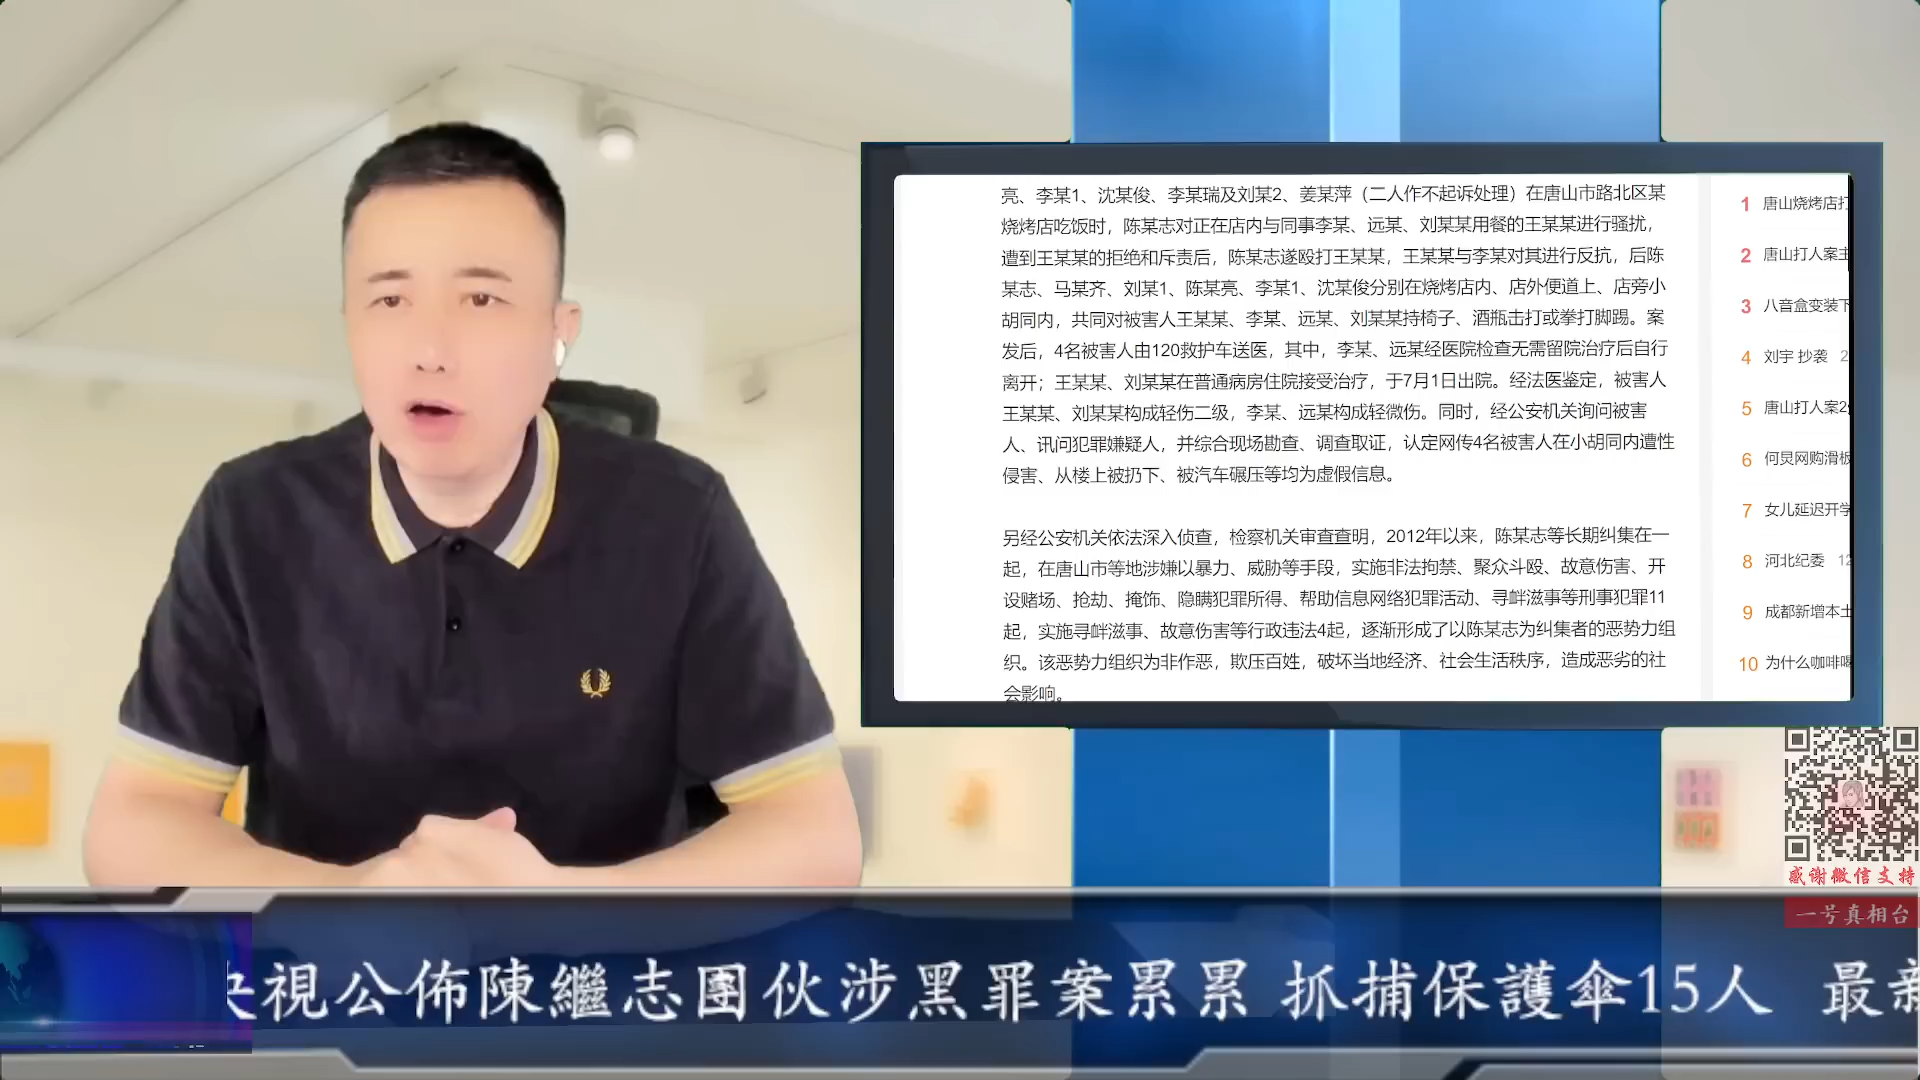 亮、李某1、沈某俊、李某瑞及刘某2、姜某萍（二人作不起诉处理）在唐山市路北区某
烧烤店吃饭时，陈某志对正在店内与同事李某、远某、刘某某用餐的王某某进行骚扰，
遭到王某某的拒绝和斥责后，陈某志遂殴打王某某，王某某与李某对其进行反抗，后陈
某志、马某齐、刘某1、陈某亮、李某1、沈某俊分别在烧烤店内、店外便道上、店旁小
胡同内，共同对被害人王某某、李某、远某、刘某某持椅子、酒瓶击打或拳打脚踢。案
发后，4名被害人由120救护车送医，其中，李某、远某经医院检查无需留院治疗后自行
离开；王某某、刘某某在普通病房住院接受治疗，于7月1日出院。经法医鉴定，被害人
王某某、刘某某构成轻伤二级，李某、远某构成轻微伤。同时，经公安机关询问被害
人、讯问犯罪嫌疑人，并综合现场勘查、调查取证，认定网传4名被害人在小胡同内遭性
侵害、从楼上被扔下、被汽车碾压等均为虚假信息。
另经公安机关依法深入侦查，检察机关审查查明，2012年以来，陈某志等长期纠集在一
起，在唐山市等地涉嫌以暴力、威胁等手段，实施非法拘禁、聚众斗殴、故意伤害、开
设赌场、抢劫、掩饰、隐瞒犯罪所得、帮助信息网络犯罪活动、寻衅滋事等刑事犯罪11
起，实施寻衅滋事、故意伤害等行政违法4起，逐渐形成了以陈某志为纠集者的恶势力组
织。该恶势力组织为非作恶，欺压百姓，破坏当地经济、社会生活秩序，造成恶劣的社
会影响。
1 唐山烧烤店打
2 唐山打人案主
3 八音盒变装下
4 刘宇 抄袭 2
5 唐山打人案2
6 何炅网购滑板
7 女儿延迟开学
8 河北纪委 12
9 成都新增本土
10 为什么咖啡喝
感谢微信支持
一号真相台
央視公佈陳繼志團伙涉黑罪案累累 抓捕保護傘15人 最新